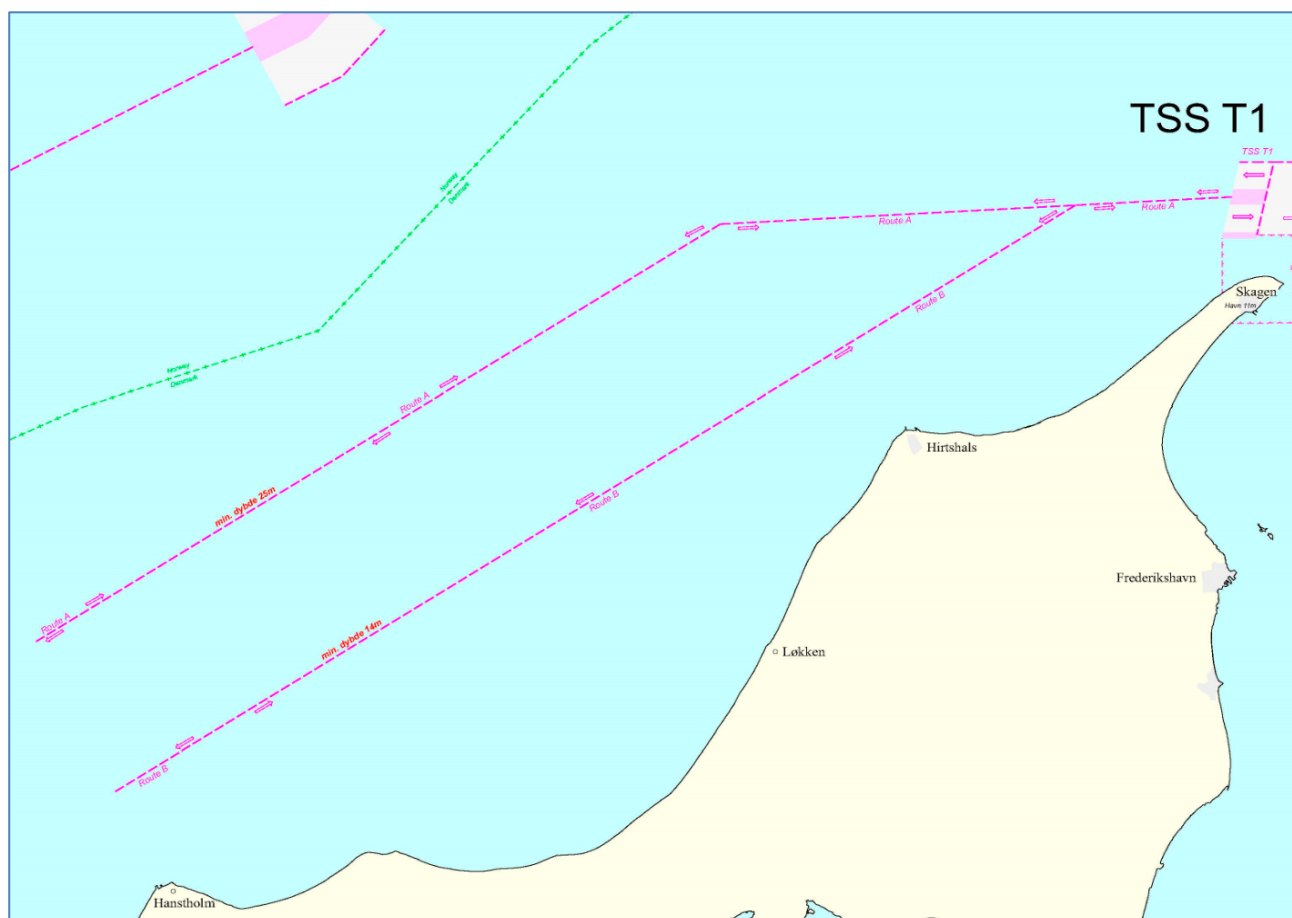 TSS T1
TSS T1
Route A
Route A
Norway
Denmark
Skagen
Havn 11m
Route B
Norway
Denmark
Route A
Hirtshals
min. dybde 25m
Route B
Frederikshavn
Route A
min. dybde 14m
Løkken
Route B
Hanstholm